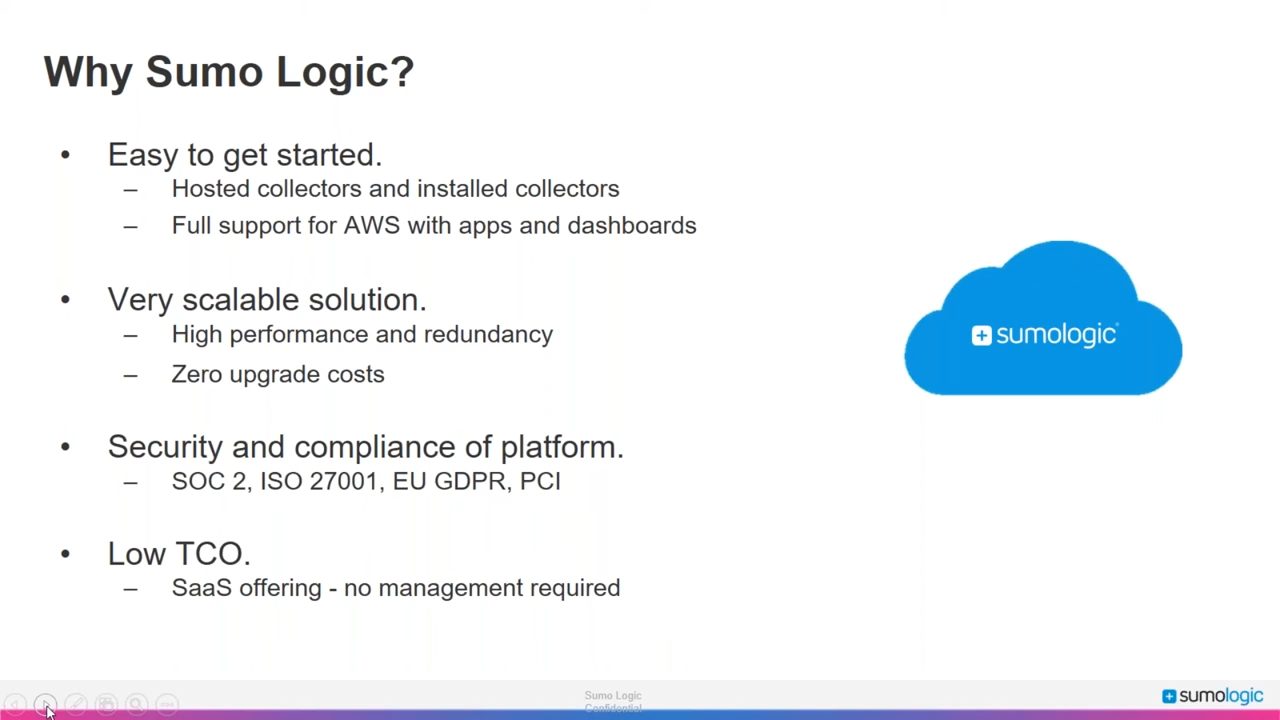 Why Sumo Logic?
• Easy to get started.
– Hosted collectors and installed collectors
– Full support for AWS with apps and dashboards
• Very scalable solution.
– High performance and redundancy
– Zero upgrade costs
• Security and compliance of platform.
– SOC 2, ISO 27001, EU GDPR, PCI
• Low TCO.
– SaaS offering - no management required
sumologic
Sumo Logic
Confidential
sumologic